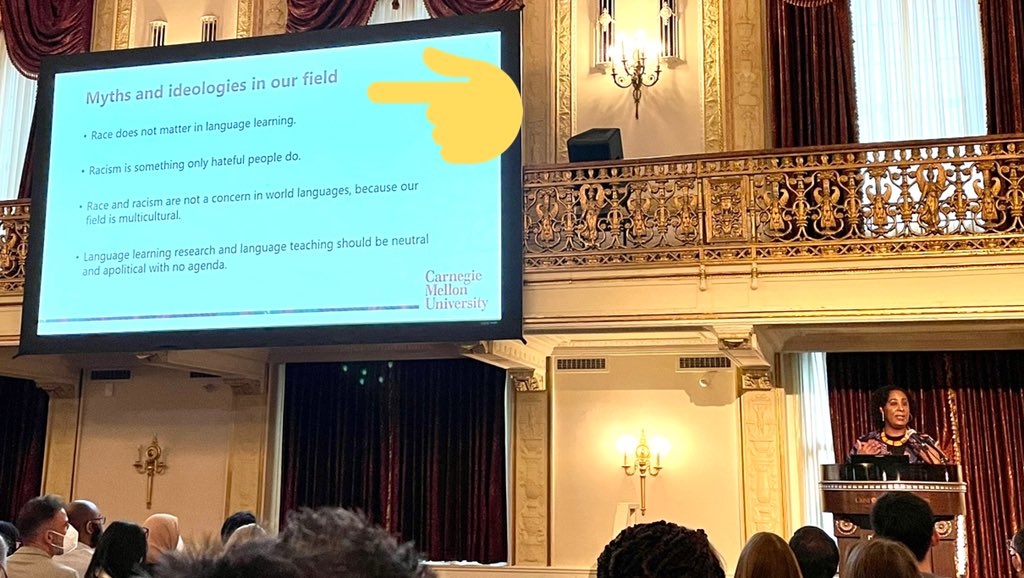 Myths and ideologies in our field
• Race does not matter in language learning.
• Racism is something only hateful people do.
• Race and racism are not a concern in world languages, because our
field is multicultural.
• Language learning research and language teaching should be neutral
and apolitical with no agenda.
Carnegie
Mellon
University